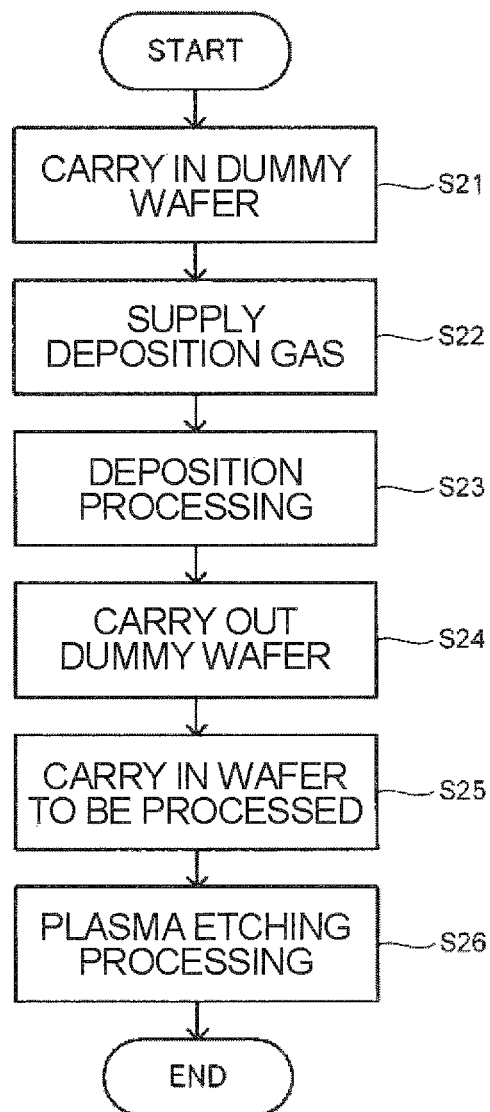 START
CARRY IN DUMMY
WAFER
S21
SUPPLY
DEPOSITION GAS
S22
DEPOSITION
PROCESSING
S23
CARRY OUT
DUMMY WAFER
S24
CARRY IN WAFER
TO BE PROCESSED
S25
PLASMA ETCHING
PROCESSING
S26
END